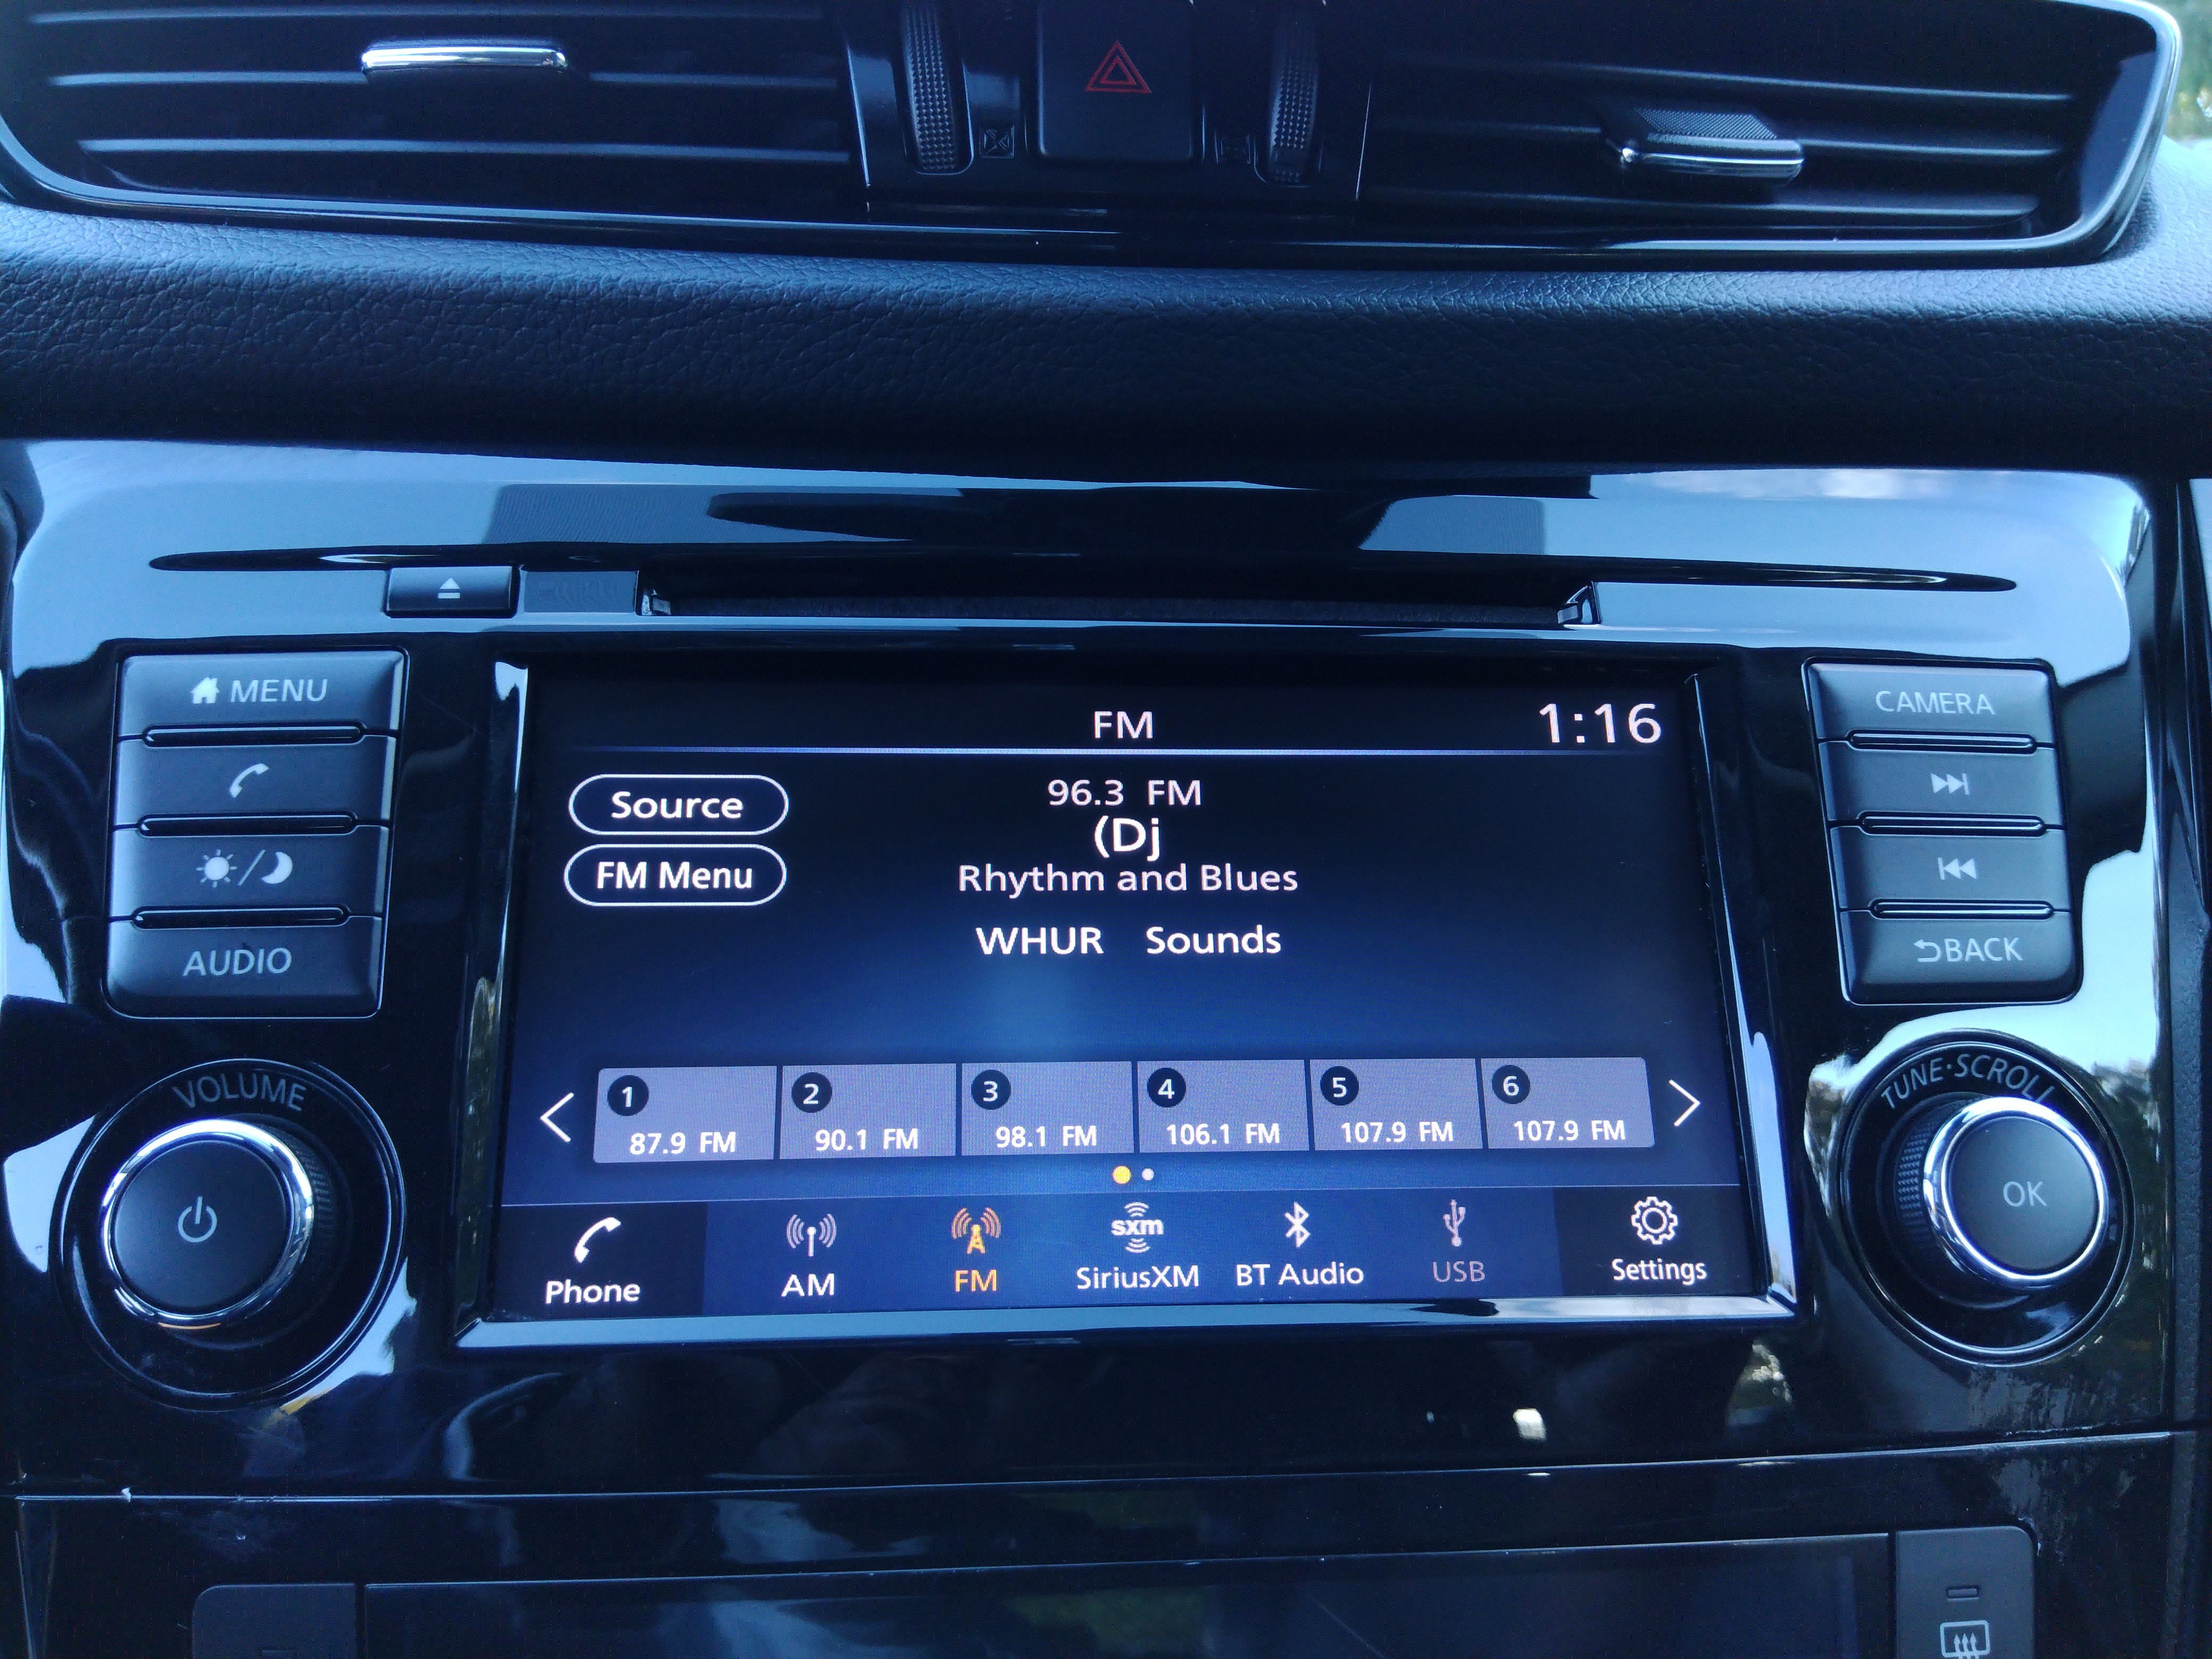 MENU
AUDIO
VOLUME
FM
1:16
Source
FM Menu
96.3 FM
(Dj
Rhythm and Blues
WHUR Sounds
1
87.9 FM
2
90.1 FM
3
98.1 FM
4
106.1 FM
5
107.9 FM
6
107.9 FM
Phone
AM
FM
sxm
SiriusXM
BT Audio
USB
Settings
CAMERA
BACK
TUNE·SCROLL
OK